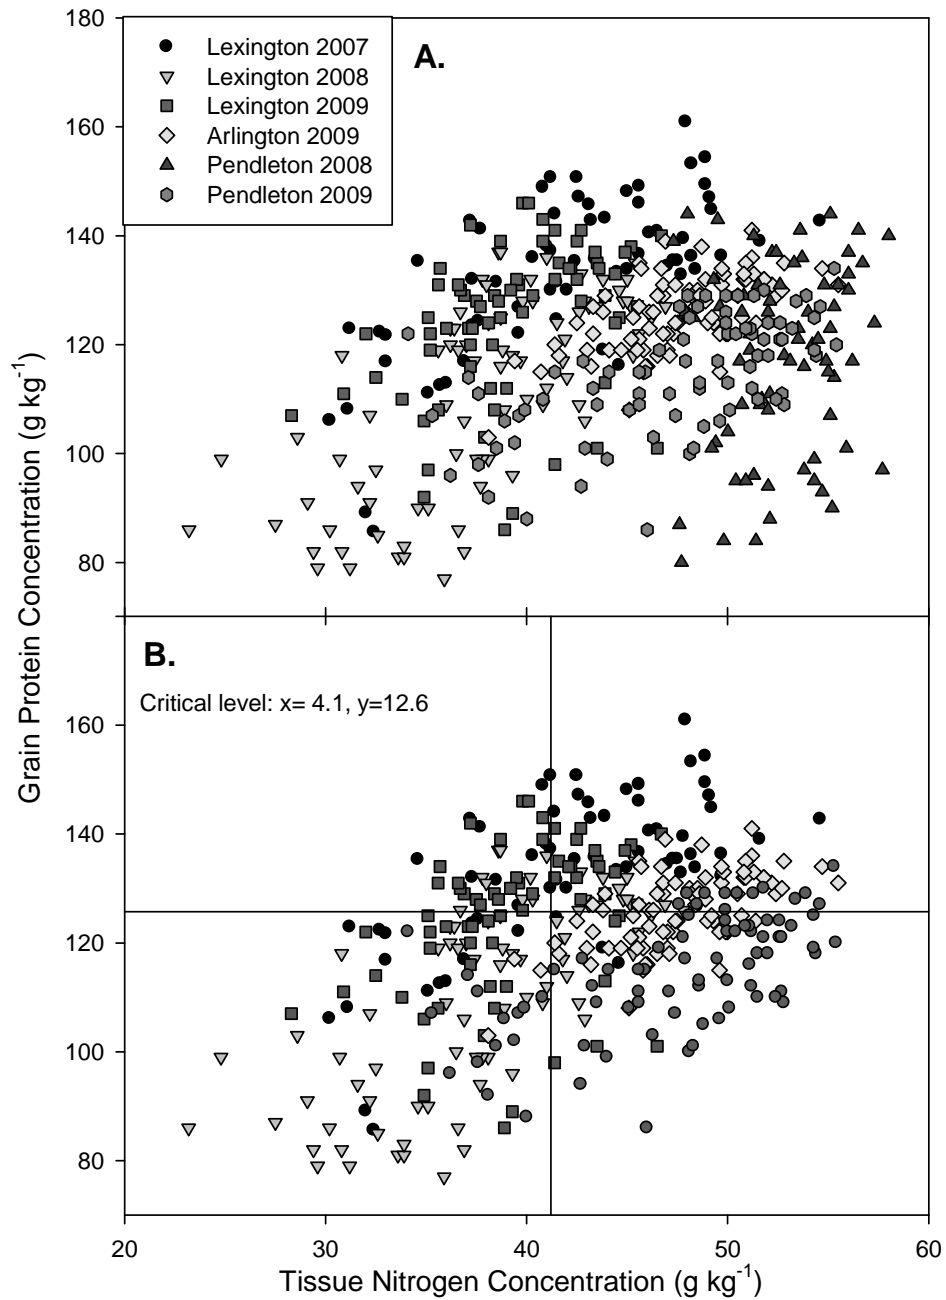 180
Lexington 2007
Lexington 2008
Lexington 2009
Arlington 2009
Pendleton 2008
Pendleton 2009
A.
160
140
120
100
80
Grain Protein Concentration (g kg⁻¹)
B.
Critical level: x= 4.1, y=12.6
160
140
120
100
80
20 30 40 50 60
Tissue Nitrogen Concentration (g kg⁻¹)